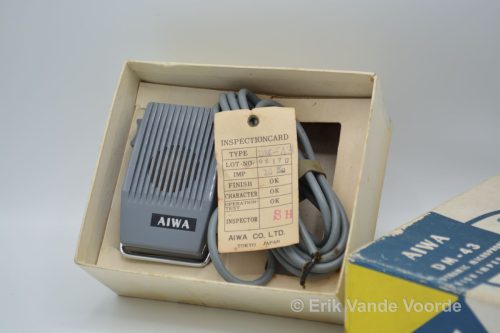 AIWA
INSPECTIONCARD
TYPE
LOT·NO.
IMP
FINISH OK
CHARACTER OK
OPERATION TEST OK
INSPECTOR SH
AIWA CO. LTD.
TOKYO JAPAN
AIWA
DM-43
© Erik Vande Voorde